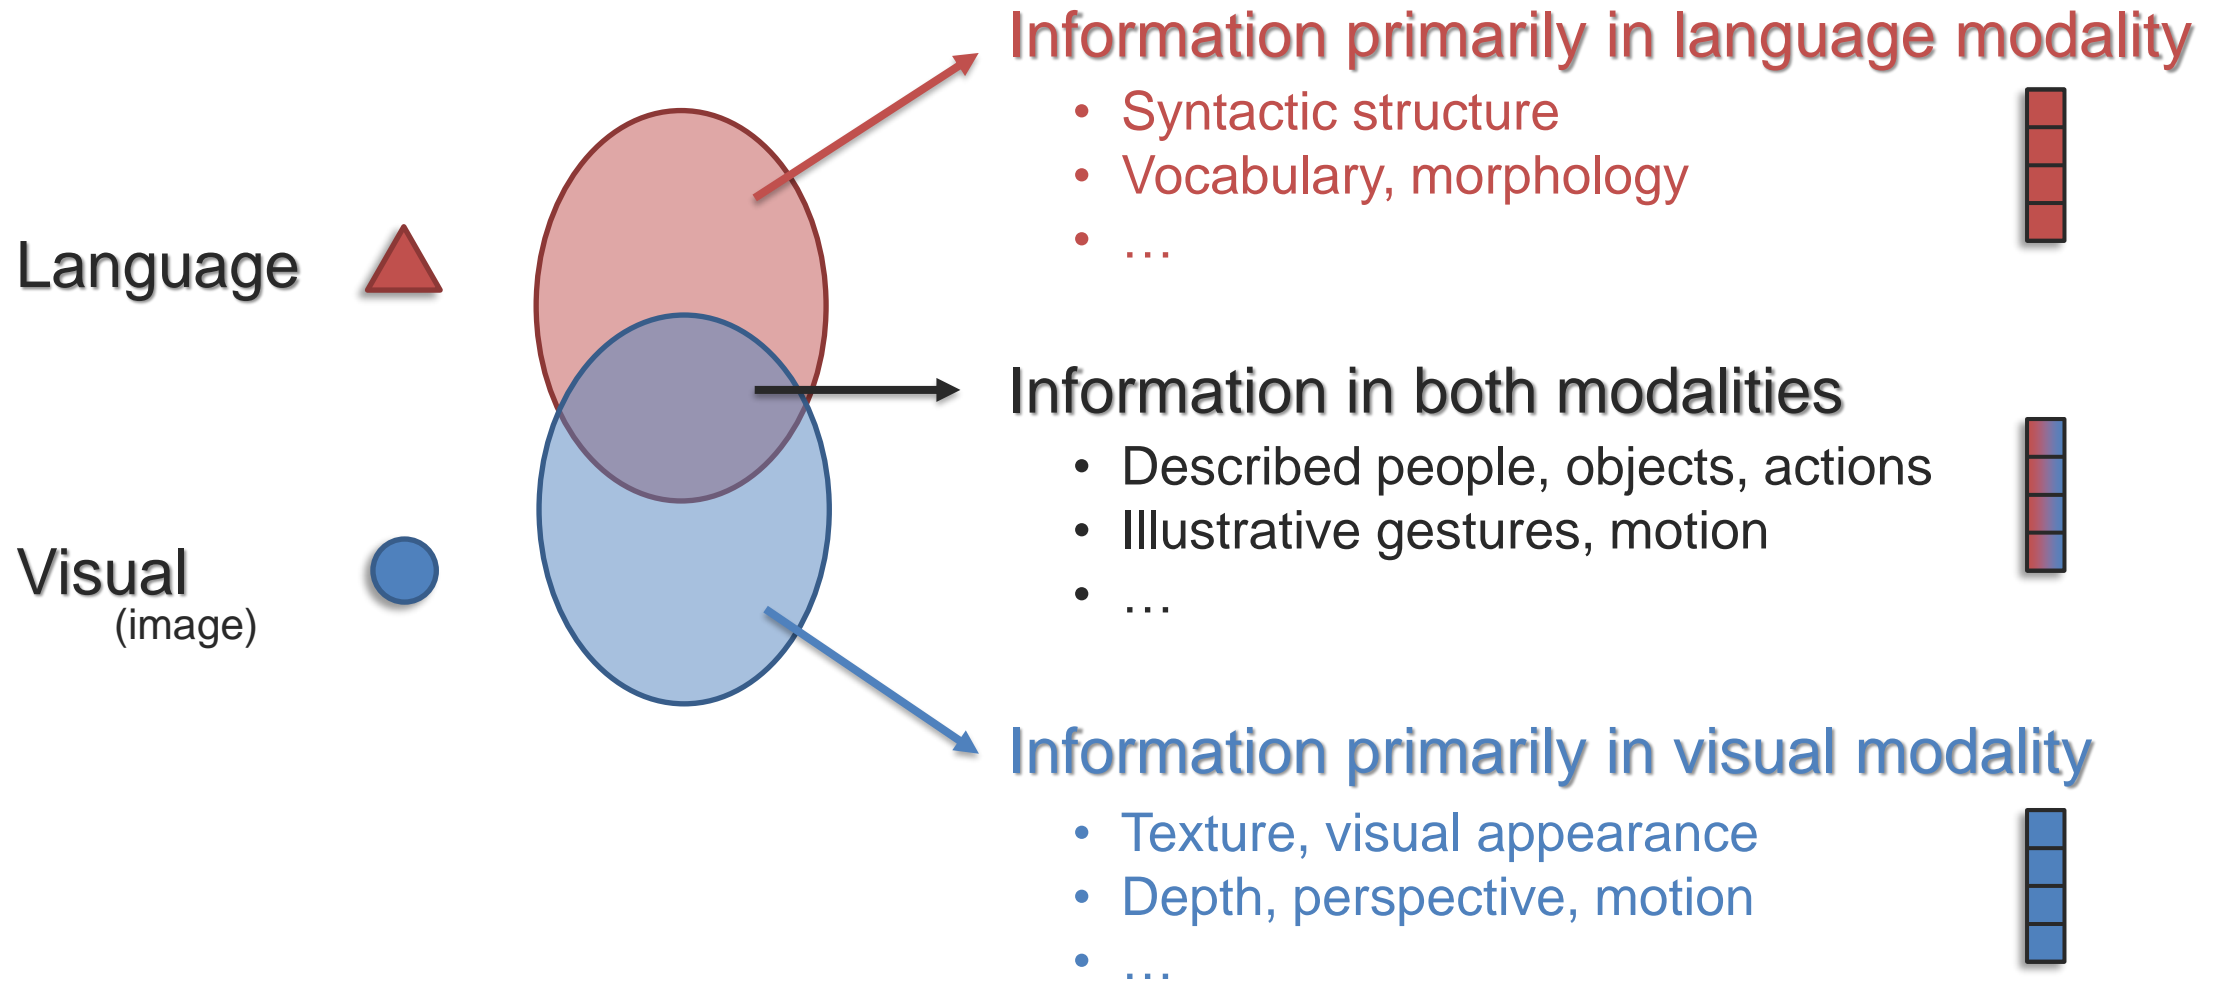 Information primarily in language modality
• Syntactic structure
• Vocabulary, morphology
• …
Language
Information in both modalities
• Described people, objects, actions
• Illustrative gestures, motion
• …
Visual
(image)
Information primarily in visual modality
• Texture, visual appearance
• Depth, perspective, motion
• …